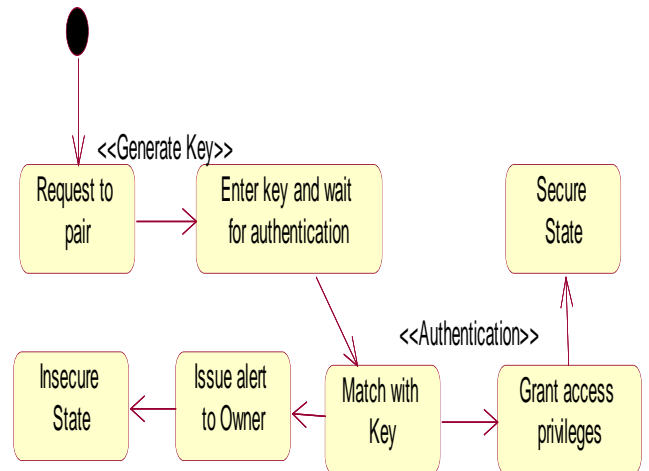 <<Generate Key>>
Request to
pair
Enter key and wait
for authentication
Secure
State
<<Authentication>>
Insecure
State
Issue alert
to Owner
Match with
Key
Grant access
privileges